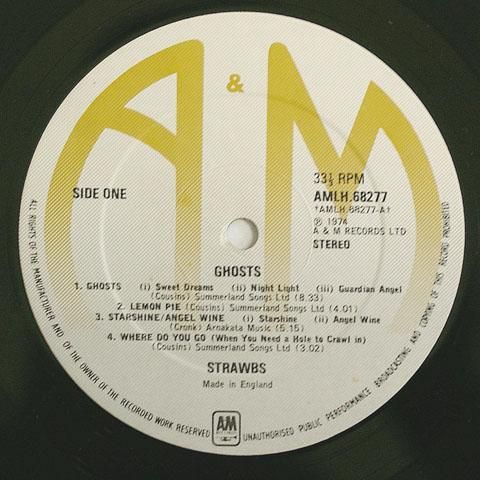 A & M
SIDE ONE
33⅓ RPM
AMLH.68277
†AMLH.68277-A†
℗ 1974
A & M RECORDS LTD
STEREO
GHOSTS
1. GHOSTS (i) Sweet Dreams (ii) Night Light (iii) Guardian Angel
(Cousins) Summerland Songs Ltd (8.33)
2. LEMON PIE (Cousins) Summerland Songs Ltd (4.01)
3. STARSHINE/ANGEL WINE (i) Starshine (ii) Angel Wine
(Cronk) Arnakata Music (5.15)
4. WHERE DO YOU GO (When You Need a Hole to Crawl in)
(Cousins) Summerland Songs Ltd (3.02)
STRAWBS
Made in England
ALL RIGHTS OF THE MANUFACTURER AND OF THE OWNER OF THE RECORDED WORK RESERVED
AM
UNAUTHORISED PUBLIC PERFORMANCE BROADCASTING AND COPYING OF THIS RECORD PROHIBITED